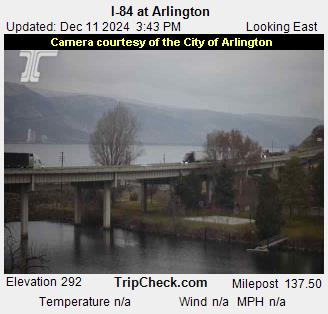 I-84 at Arlington
Updated: Dec 11 2024 3:43 PM Looking East
Camera courtesy of the City of Arlington
Elevation 292 TripCheck.com Milepost 137.50
Temperature n/a Wind n/a MPH n/a